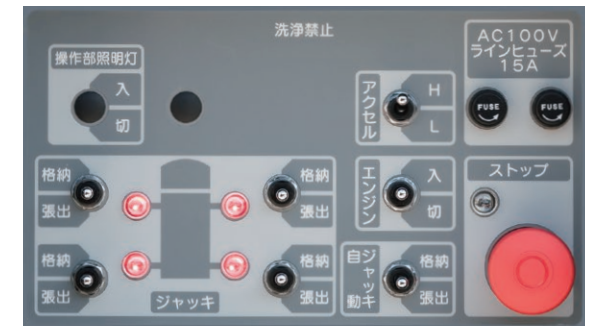 洗浄禁止
操作部照明灯
入
切
アクセル
H
L
AC100V
ラインヒューズ
15A
FUSE
FUSE
格納
張出
格納
張出
格納
張出
格納
張出
ジャッキ
エンジン
入
切
自動
ジャッキ
格納
張出
ストップ